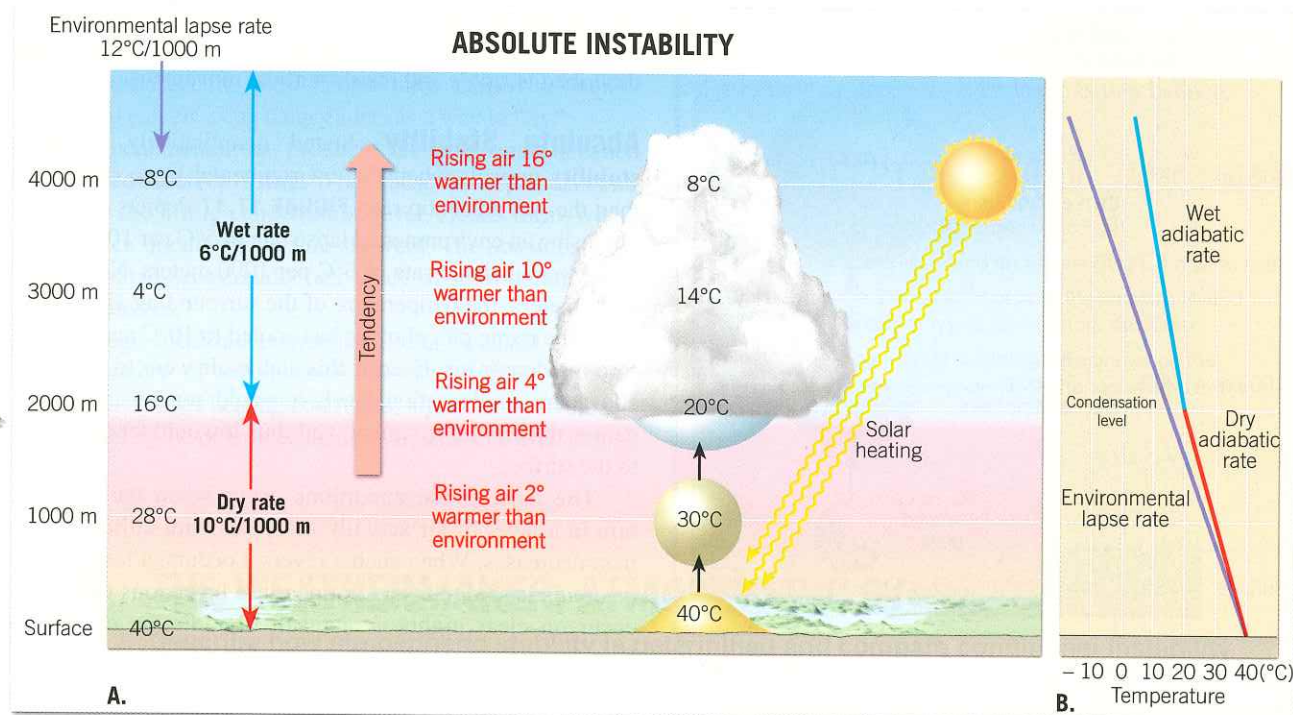 Environmental lapse rate
12°C/1000 m
ABSOLUTE INSTABILITY
4000 m
–8°C
Rising air 16°
warmer than
environment
8°C
Wet rate
6°C/1000 m
3000 m
4°C
Rising air 10°
warmer than
environment
14°C
Tendency
2000 m
16°C
Rising air 4°
warmer than
environment
20°C
Solar
heating
Dry rate
10°C/1000 m
1000 m
28°C
Rising air 2°
warmer than
environment
30°C
Surface
40°C
40°C
A.
Wet
adiabatic
rate
Condensation
level
Dry
adiabatic
rate
Environmental
lapse rate
– 10 0 10 20 30 40(°C)
Temperature
B.